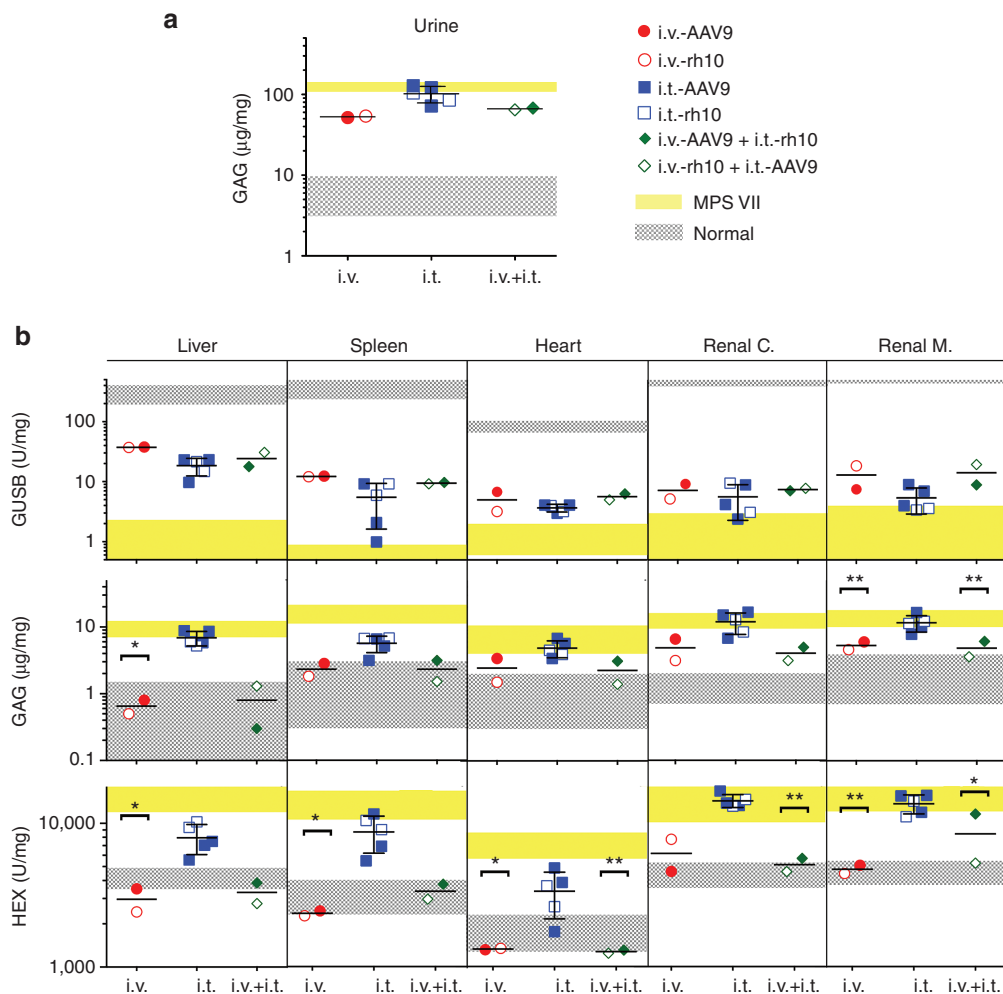 a
Urine
GAG (μg/mg)
100
10
1
i.v. i.t. i.v.+i.t.
i.v.-AAV9
i.v.-rh10
i.t.-AAV9
i.t.-rh10
i.v.-AAV9 + i.t.-rh10
i.v.-rh10 + i.t.-AAV9
MPS VII
Normal
b
Liver Spleen Heart Renal C. Renal M.
GUSB (U/mg)
100
10
1
GAG (μg/mg)
10
1
0.1
* ** **
HEX (U/mg)
10,000
1,000
* * * ** ** ** *
i.v. i.t. i.v.+i.t. i.v. i.t. i.v.+i.t. i.v. i.t. i.v.+i.t. i.v. i.t. i.v.+i.t. i.v. i.t. i.v.+i.t.